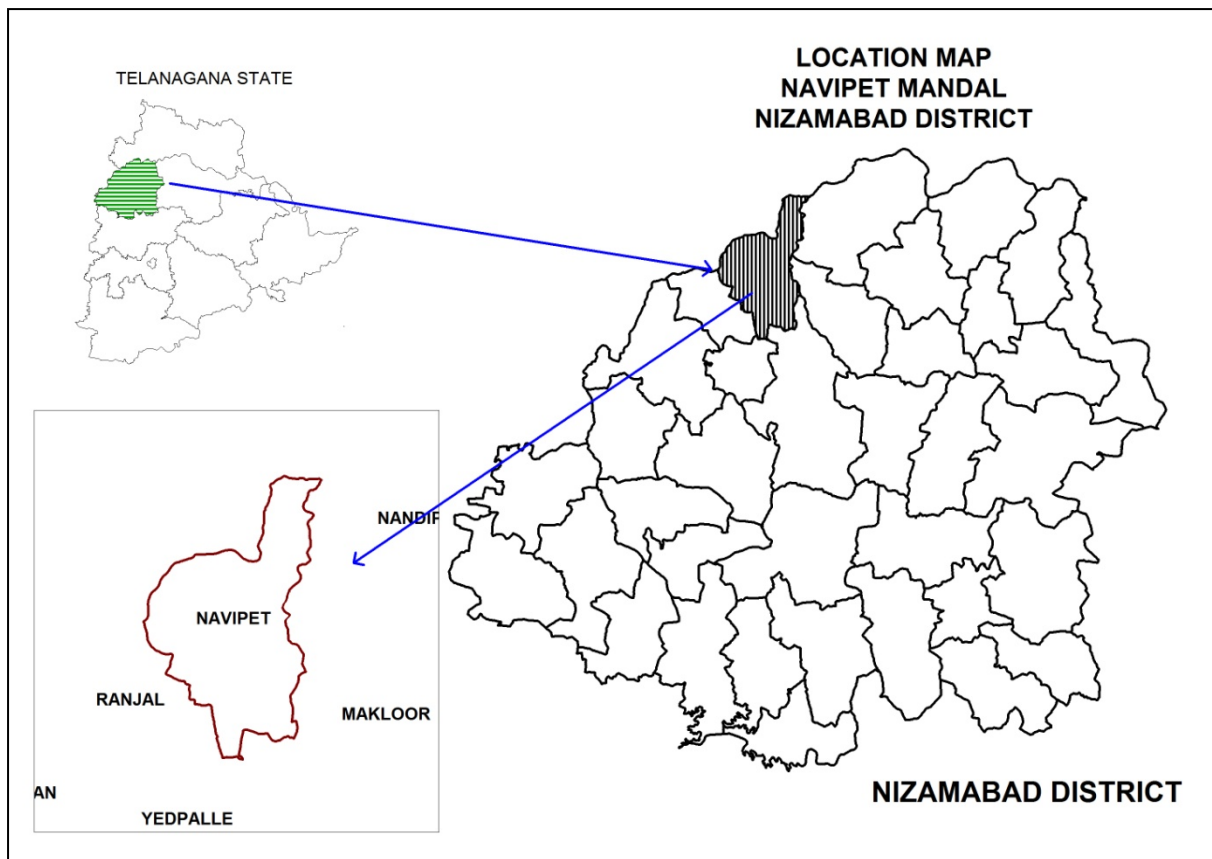 TELANAGANA STATE
LOCATION MAP
NAVIPET MANDAL
NIZAMABAD DISTRICT
NANDIP
NAVIPET
RANJAL
MAKLOOR
AN
YEDPALLE
NIZAMABAD DISTRICT